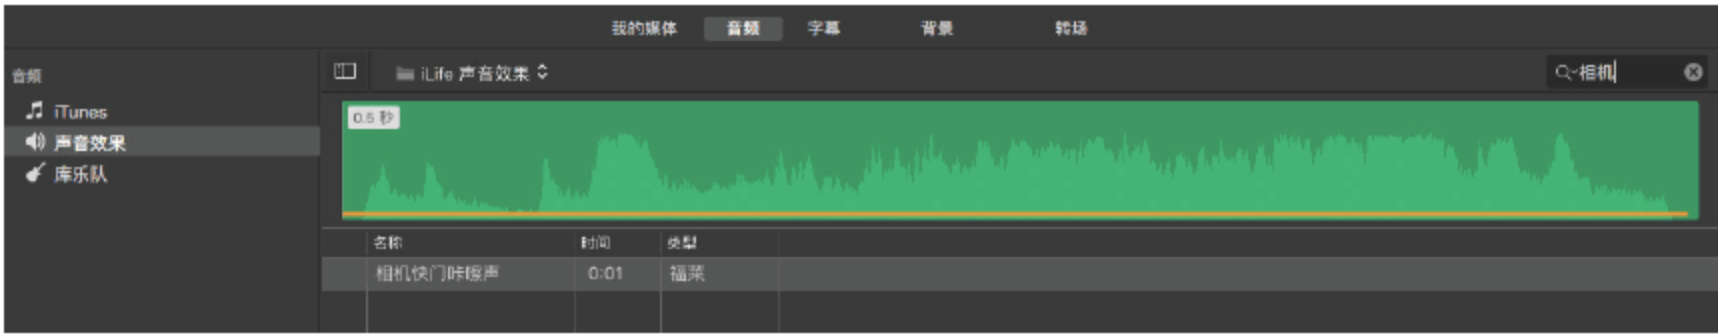 我的媒体 音频 字幕 背景 转场
音频
iTunes
声音效果
库乐队
iLife 声音效果
相机
0.5 秒
名称 时间 类型
相机快门咔嚓声 0:01 福莱